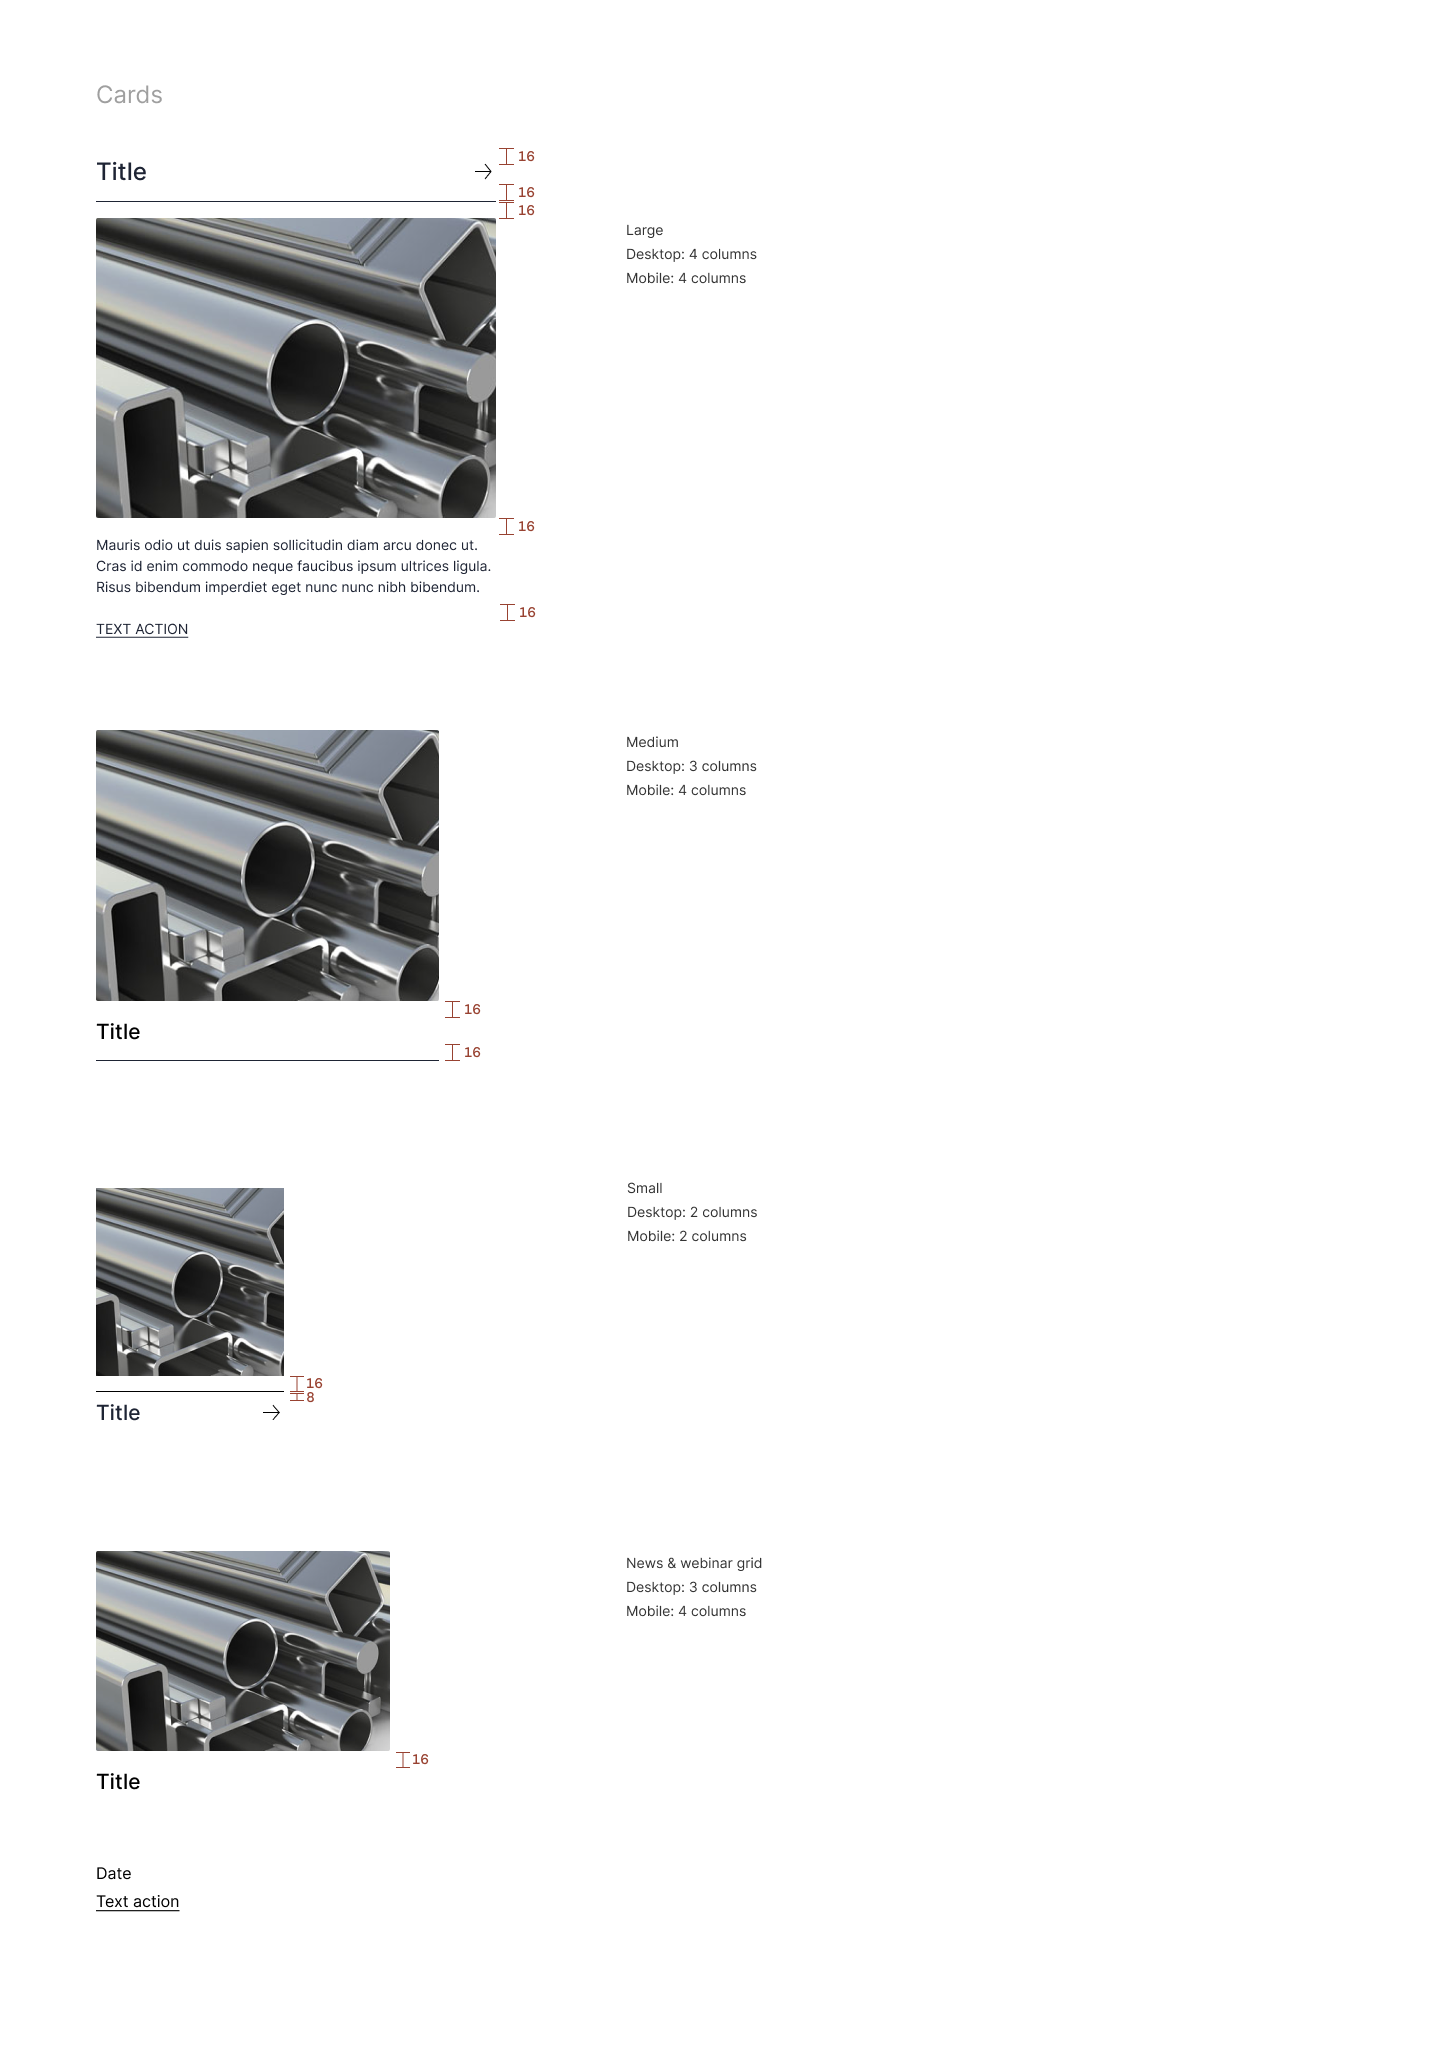 Cards
Title
16
16
16
Large
Desktop: 4 columns
Mobile: 4 columns
16
Mauris odio ut duis sapien sollicitudin diam arcu donec ut.
Cras id enim commodo neque faucibus ipsum ultrices ligula.
Risus bibendum imperdiet eget nunc nunc nibh bibendum.
16
TEXT ACTION
Medium
Desktop: 3 columns
Mobile: 4 columns
16
Title
16
Small
Desktop: 2 columns
Mobile: 2 columns
16
8
Title
News & webinar grid
Desktop: 3 columns
Mobile: 4 columns
16
Title
Date
Text action